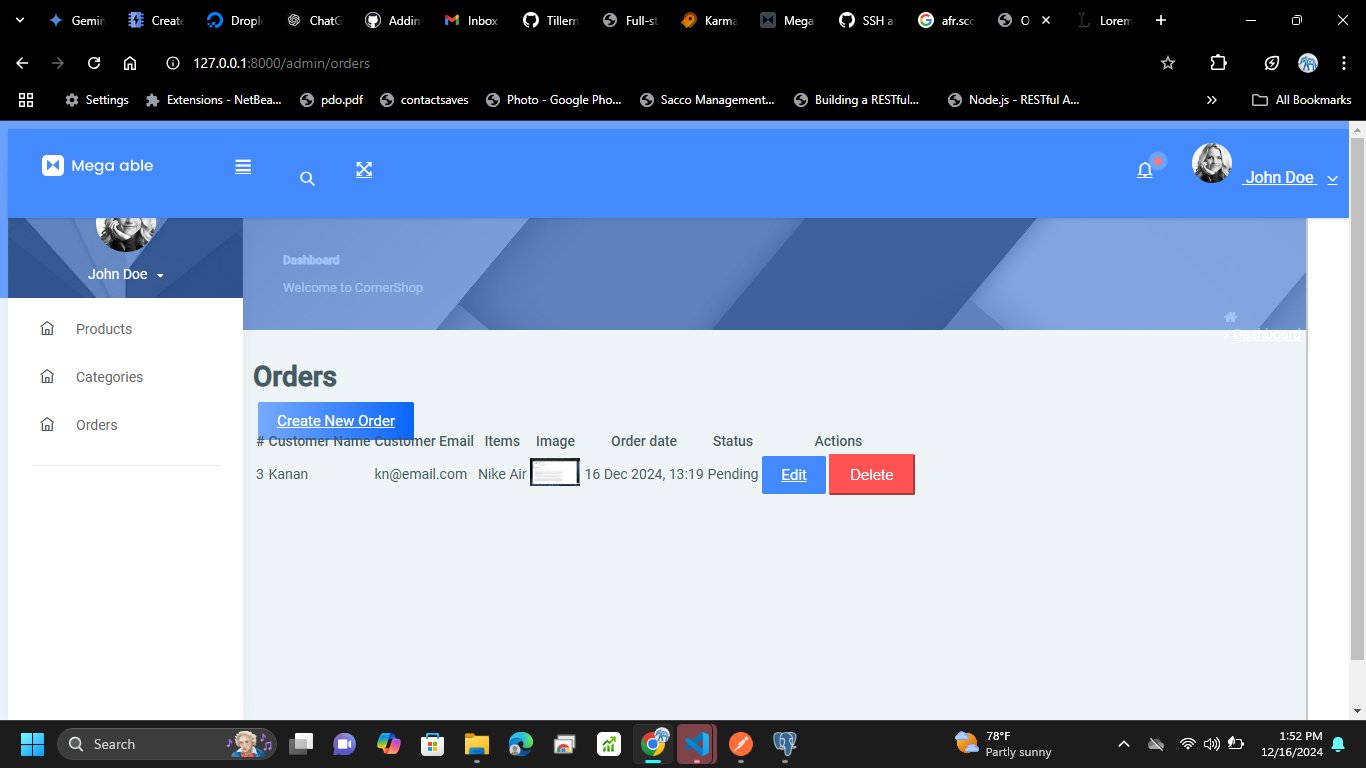 Gemin
Create
Drople
ChatG
Addin
Inbox
Tillern
Full-st
Karma
Mega
SSH a
afr.scc
O
Lorem
127.0.0.1:8000/admin/orders
Settings
Extensions - NetBea...
pdo.pdf
contactsaves
Photo - Google Pho...
Sacco Management...
Building a RESTful...
Node.js - RESTful A...
»
All Bookmarks
Mega able
John Doe
John Doe
Dashboard
Welcome to CornerShop
> Dashboard
Products
Categories
Orders
Orders
Create New Order
# Customer Name Customer Email Items Image Order date Status Actions
3 Kanan kn@email.com Nike Air 16 Dec 2024, 13:19 Pending Edit Delete
Search
78°F
Partly sunny
1:52 PM
12/16/2024